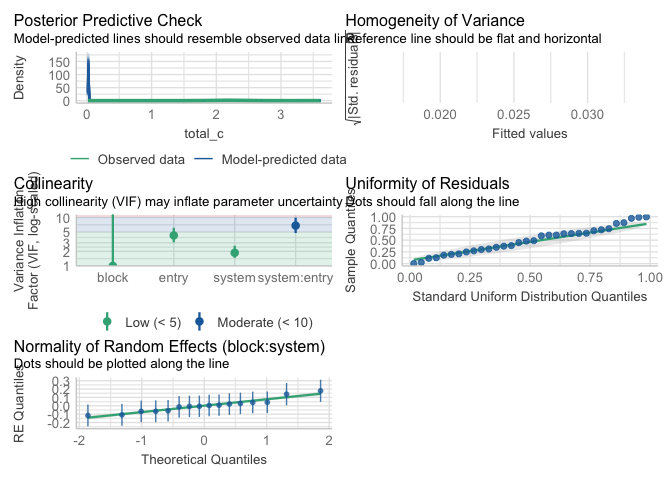 Posterior Predictive Check
Model-predicted lines should resemble observed data line
Density
150
100
50
0
0
1
2
3
total_c
Observed data
Model-predicted data
Homogeneity of Variance
Reference line should be flat and horizontal
√|Std. residuals|
0.020
0.025
0.030
Fitted values
Collinearity
High collinearity (VIF) may inflate parameter uncertainty
Variance Inflation
Factor (VIF, log-scaled)
10
5
3
2
1
block
entry
system
system:entry
Low (< 5)
Moderate (< 10)
Uniformity of Residuals
Dots should fall along the line
Sample Quantiles
1.00
0.75
0.50
0.25
0.00
0.00
0.25
0.50
0.75
1.00
Standard Uniform Distribution Quantiles
Normality of Random Effects (block:system)
Dots should be plotted along the line
RE Quantiles
0.3
0.2
0.1
0.0
-0.1
-0.2
-2
-1
0
1
2
Theoretical Quantiles